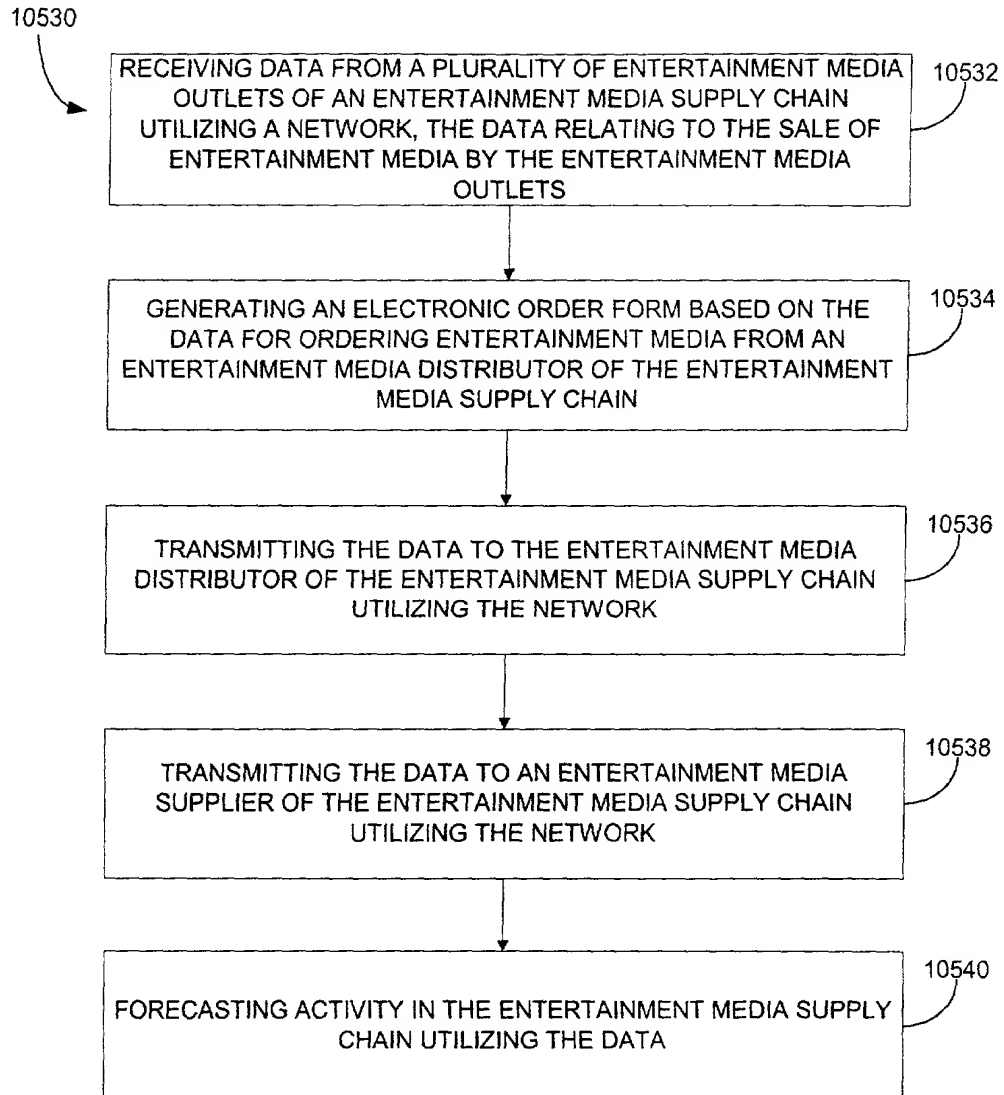 10530
RECEIVING DATA FROM A PLURALITY OF ENTERTAINMENT MEDIA
OUTLETS OF AN ENTERTAINMENT MEDIA SUPPLY CHAIN
UTILIZING A NETWORK, THE DATA RELATING TO THE SALE OF
ENTERTAINMENT MEDIA BY THE ENTERTAINMENT MEDIA
OUTLETS
10532
GENERATING AN ELECTRONIC ORDER FORM BASED ON THE
DATA FOR ORDERING ENTERTAINMENT MEDIA FROM AN
ENTERTAINMENT MEDIA DISTRIBUTOR OF THE ENTERTAINMENT
MEDIA SUPPLY CHAIN
10534
TRANSMITTING THE DATA TO THE ENTERTAINMENT MEDIA
DISTRIBUTOR OF THE ENTERTAINMENT MEDIA SUPPLY CHAIN
UTILIZING THE NETWORK
10536
TRANSMITTING THE DATA TO AN ENTERTAINMENT MEDIA
SUPPLIER OF THE ENTERTAINMENT MEDIA SUPPLY CHAIN
UTILIZING THE NETWORK
10538
FORECASTING ACTIVITY IN THE ENTERTAINMENT MEDIA SUPPLY
CHAIN UTILIZING THE DATA
10540